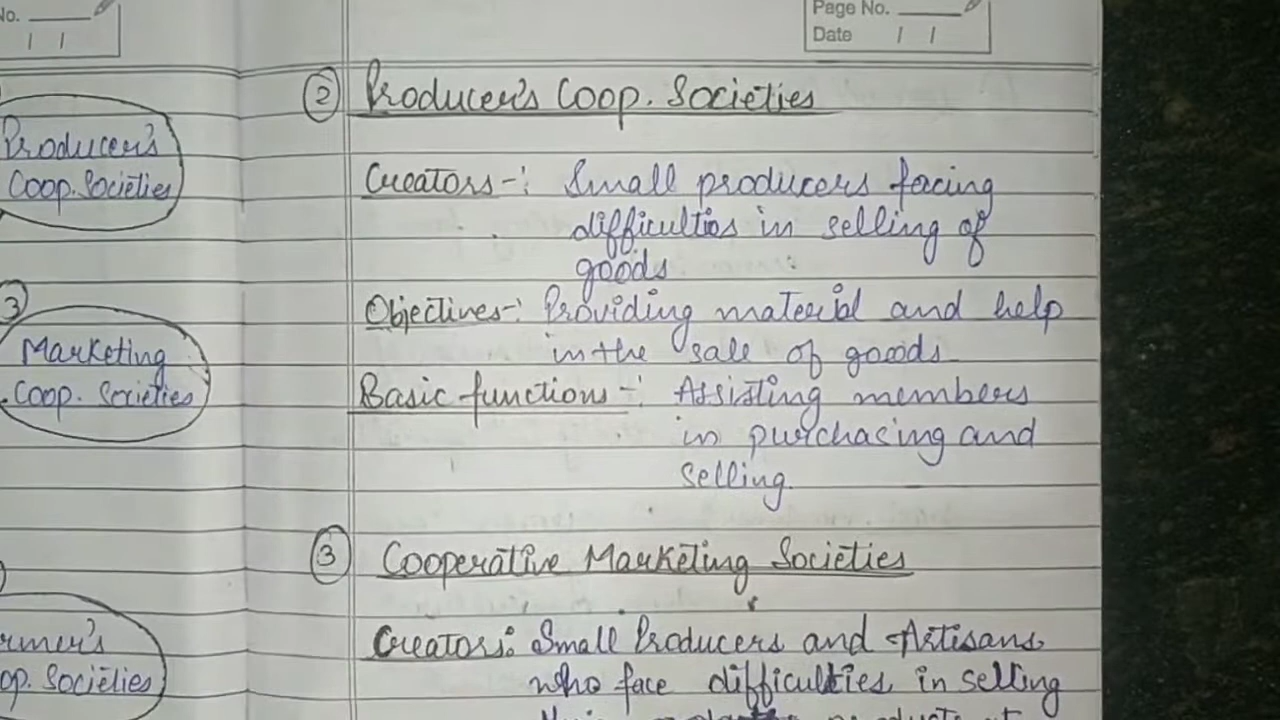 No.
/ /
Producer's
Coop. Societies
3
Marketing
Coop. Societies
Societies
Page No.
Date / /
2 Producer's Coop. Societies
Creators-: Small producers facing
difficulties in selling of
goods
Objectives-: Providing material and help
in the sale of goods
Basic functions-: Assisting members
in purchasing and
selling.
3 Cooperative Marketing Societies
Creators: Small Producers and Artisans
who face difficulties in selling
products at